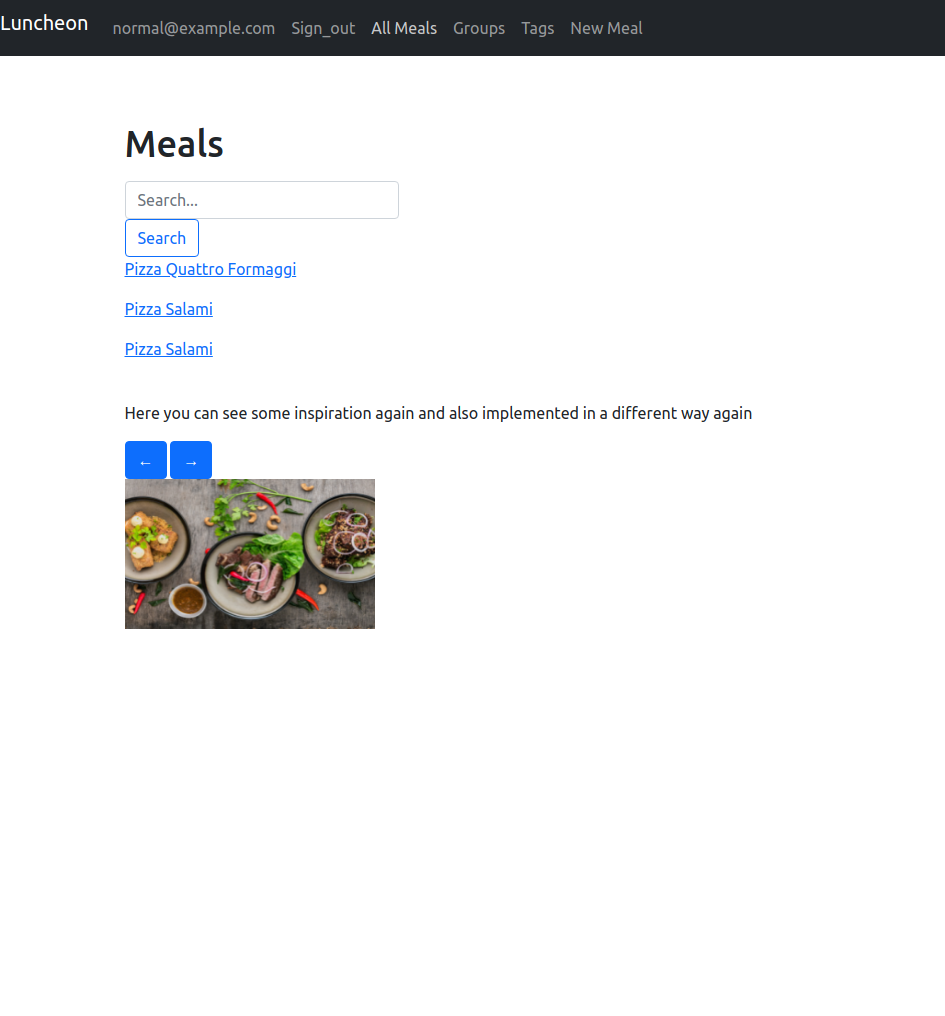 Luncheon normal@example.com Sign_out All Meals Groups Tags New Meal
Meals
Search...
Search
Pizza Quattro Formaggi
Pizza Salami
Pizza Salami
Here you can see some inspiration again and also implemented in a different way again
← →